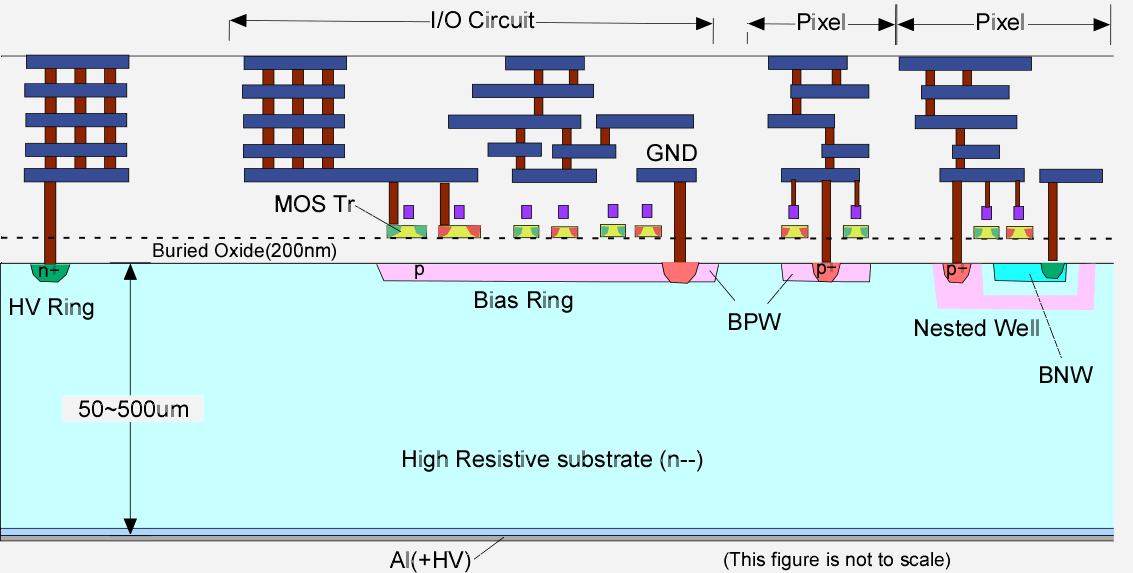 I/O Circuit
Pixel
Pixel
GND
MOS Tr
Buried Oxide(200nm)
n+
p
p+
p+
HV Ring
Bias Ring
BPW
Nested Well
BNW
50~500um
High Resistive substrate (n--)
Al(+HV)
(This figure is not to scale)